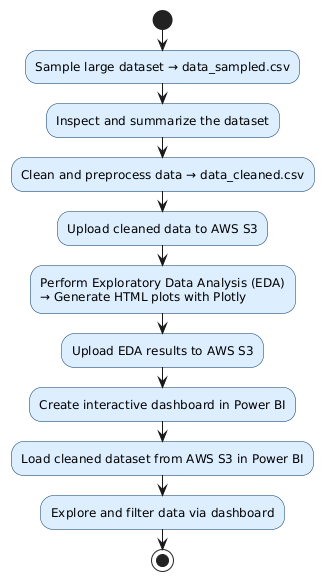 Sample large dataset → data_sampled.csv
Inspect and summarize the dataset
Clean and preprocess data → data_cleaned.csv
Upload cleaned data to AWS S3
Perform Exploratory Data Analysis (EDA)
→ Generate HTML plots with Plotly
Upload EDA results to AWS S3
Create interactive dashboard in Power BI
Load cleaned dataset from AWS S3 in Power BI
Explore and filter data via dashboard